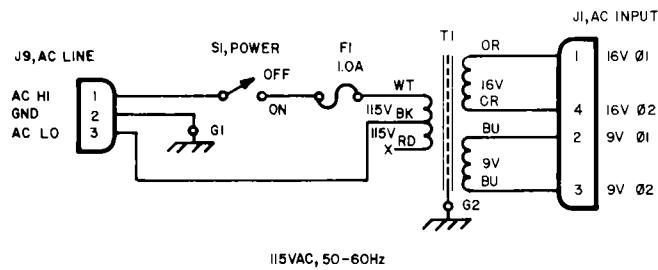 J1, AC INPUT
J9, AC LINE
S1, POWER
F1
1.0A
T1
OFF
ON
OR
1
16V Ø1
AC HI
1
WT
16V
GND
2
G1
115V
BK
OR
4
16V Ø2
AC LO
3
115V
RD
X
BU
2
9V Ø1
9V
BU
3
9V Ø2
G2
115VAC, 50-60Hz